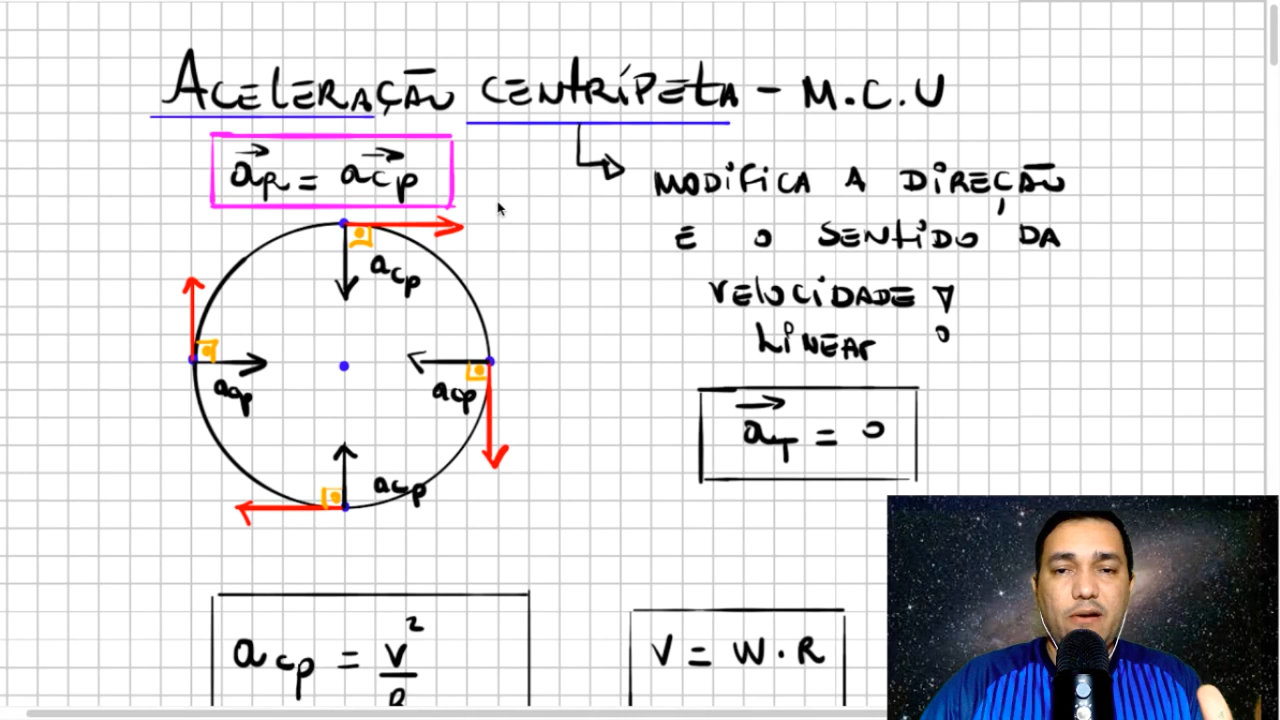 ACELERAÇÃO CENTRÍPETA - M.C.U
aR = acp
MODIFICA A DIREÇÃO
E O SENTIDO DA
VELOCIDADE
LINEAR
acp
acp
acp
acp
aT = 0
acp = v²/R
V = W · R